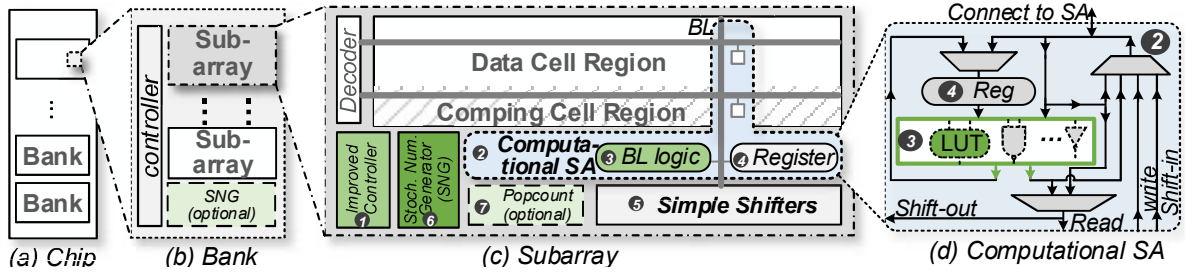 Bank
Bank
(a) Chip
controller
Sub-
array
Sub-
array
SNG
(optional)
(b) Bank
Decoder
BL
Data Cell Region
Comping Cell Region
Improved
Controller
1
Stoch. Num.
Generator
(SNG)
6
2 Computa-
tional SA
3 BL logic
4 Register
7 Popcount
(optional)
5 Simple Shifters
(c) Subarray
Connect to SA
2
4 Reg
3 LUT
Shift-out
Read
write
Shift-in
(d) Computational SA